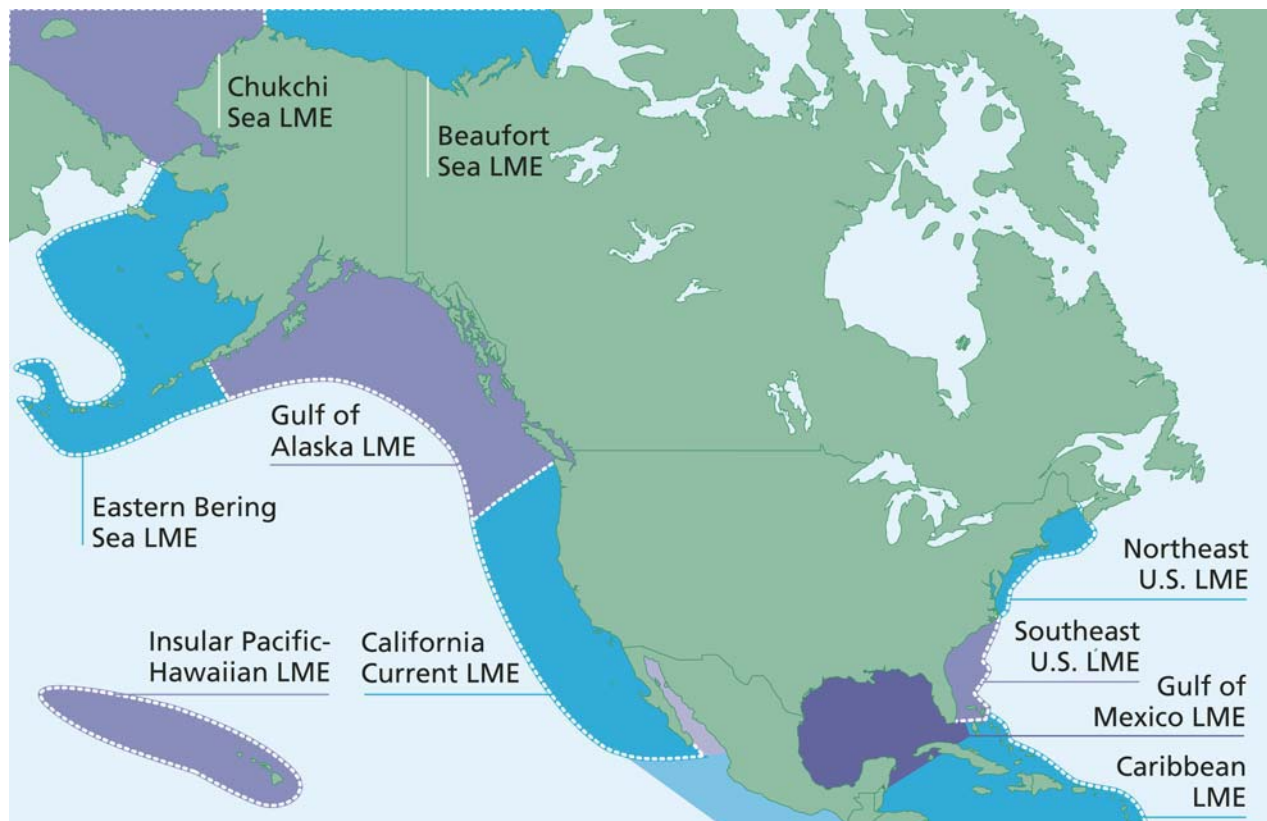 Chukchi
Sea LME
Beaufort
Sea LME
Gulf of
Alaska LME
Eastern Bering
Sea LME
Northeast
U.S. LME
Insular Pacific-
Hawaiian LME
California
Current LME
Southeast
U.S. LME
Gulf of
Mexico LME
Caribbean
LME